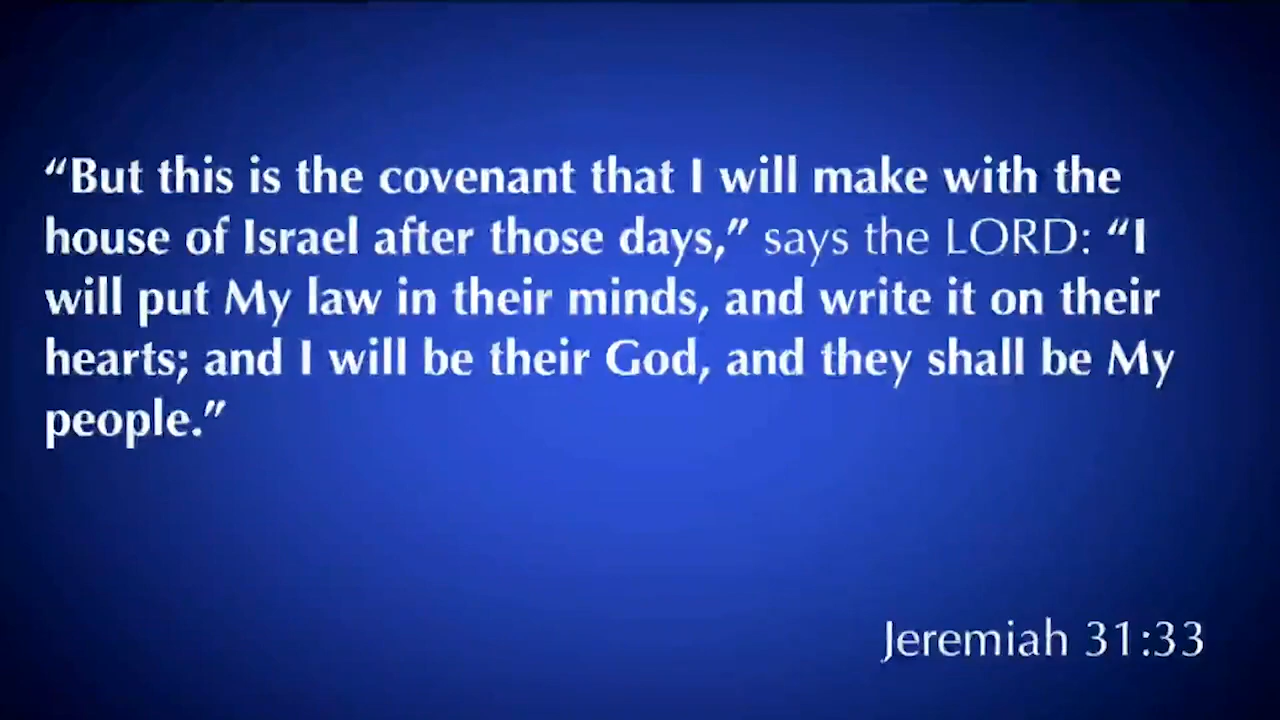 “But this is the covenant that I will make with the
house of Israel after those days,” says the LORD: “I
will put My law in their minds, and write it on their
hearts; and I will be their God, and they shall be My
people.”
Jeremiah 31:33